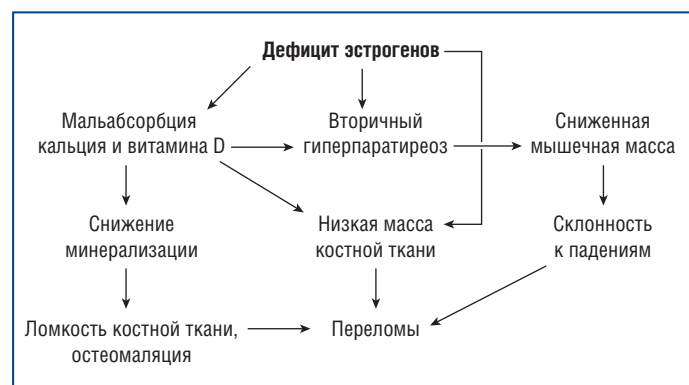 Дефицит эстрогенов
Мальабсорбция
кальция и витамина D
Вторичный
гиперпаратиреоз
Сниженная
мышечная масса
Снижение
минерализации
Низкая масса
костной ткани
Склонность
к падениям
Ломкость костной ткани,
остеомаляция
Переломы